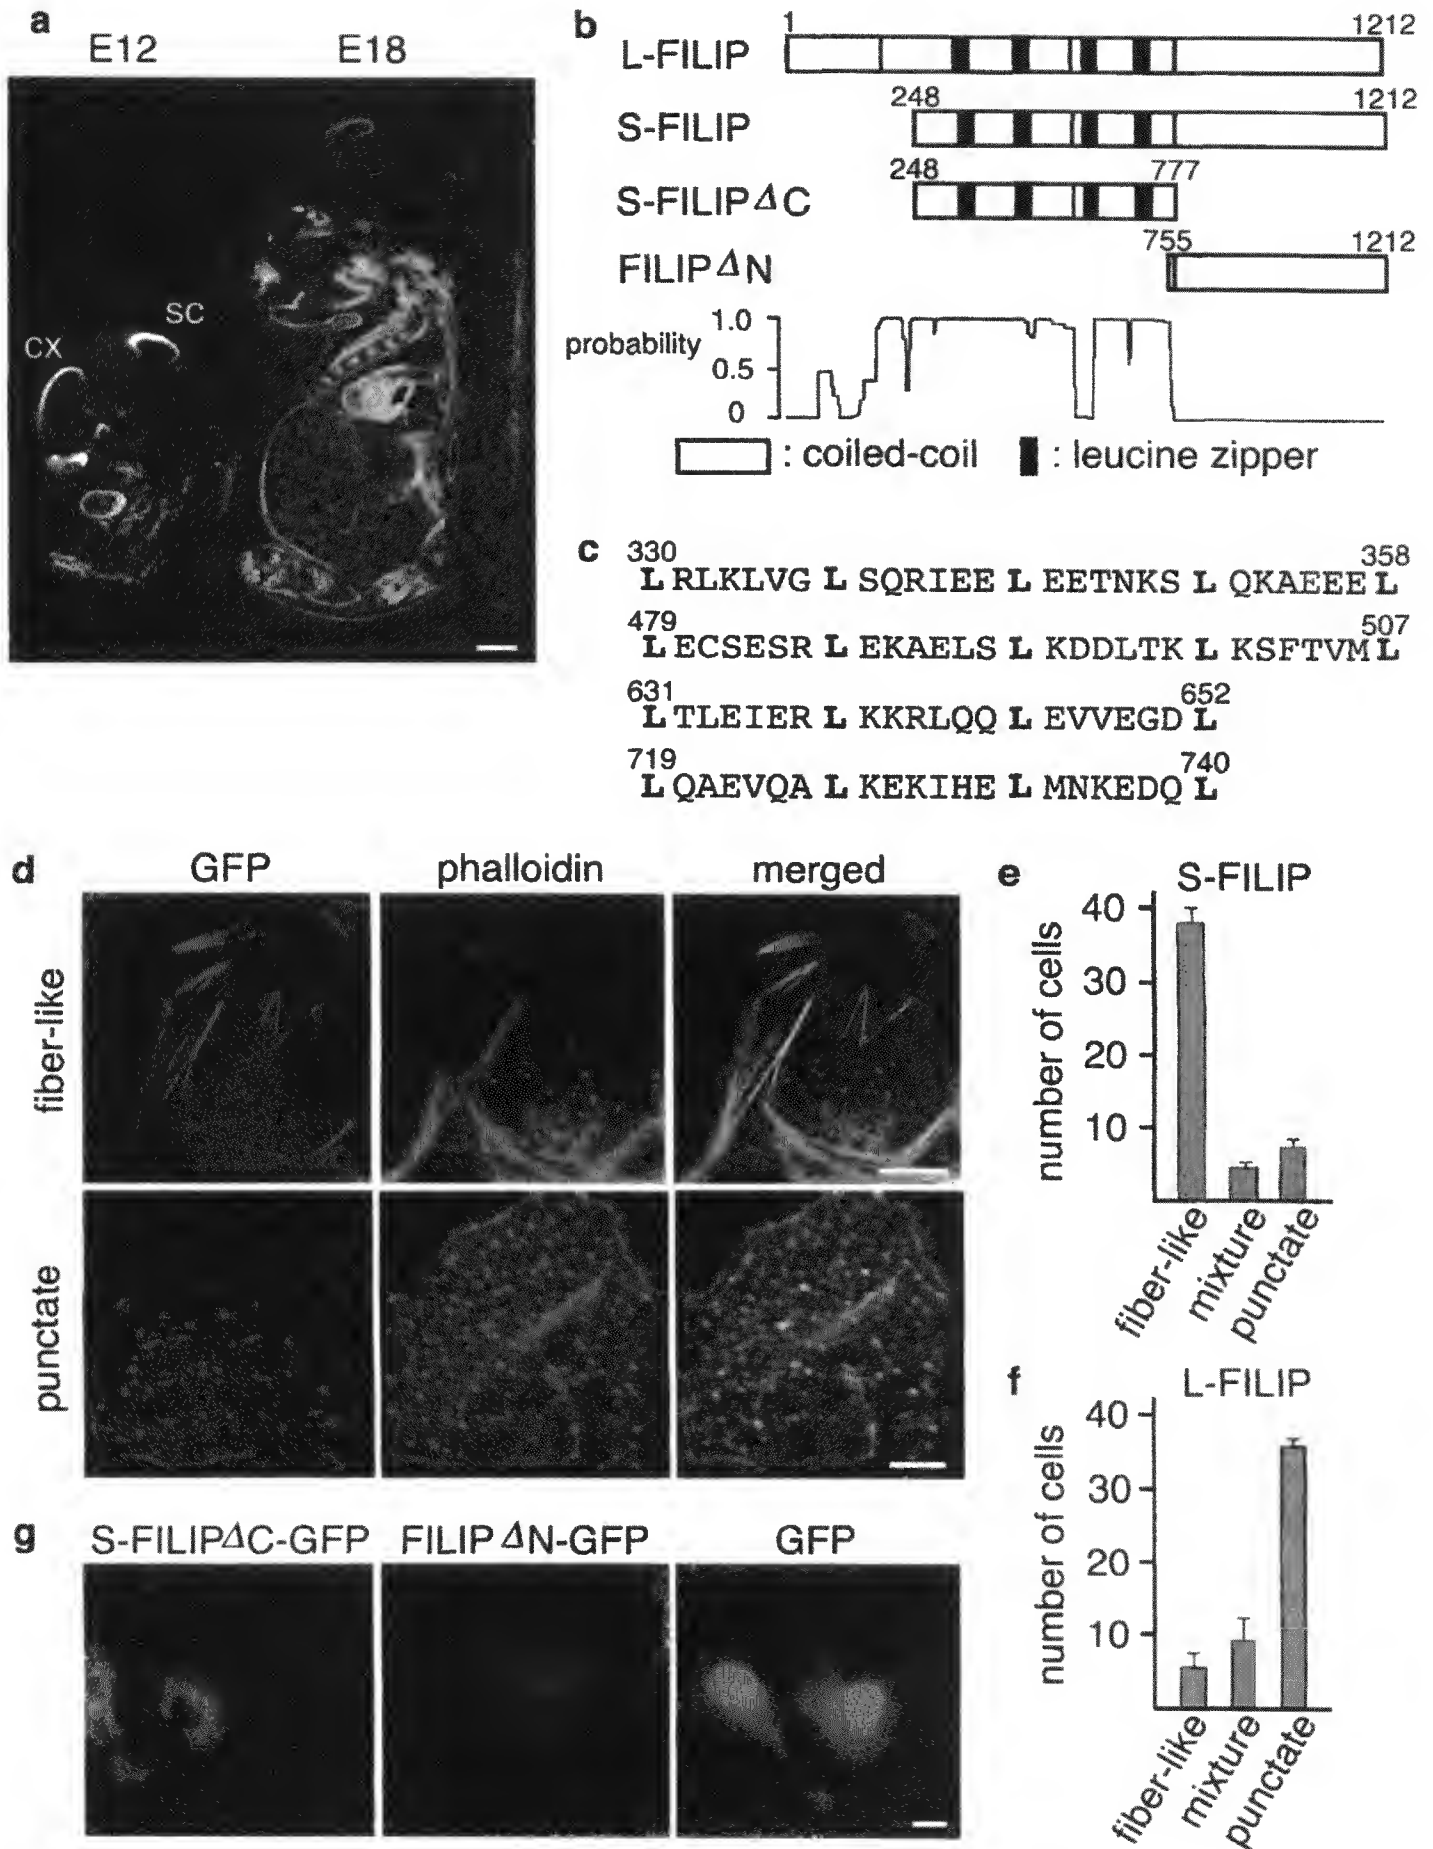 a
E12 E18
SC
CX
b
1 1212
L-FILIP
248 1212
S-FILIP
248 777
S-FILIPΔC
755 1212
FILIPΔN
probability
1.0
0.5
0
: coiled-coil : leucine zipper
c
330 358
L RLKLVG L SQRIEE L EETNKS L QKAEEE L
479 507
L ECSESR L EKAELS L KDDLTK L KSFTVM L
631 652
L TLEIER L KKRLQQ L EVVEGD L
719 740
L QAEVQA L KEKIHE L MNKEDQ L
d
GFP phalloidin merged
fiber-like
punctate
e
S-FILIP
number of cells
40
30
20
10
fiber-like
mixture
punctate
f
L-FILIP
number of cells
40
30
20
10
fiber-like
mixture
punctate
g
S-FILIPΔC-GFP FILIPΔN-GFP GFP